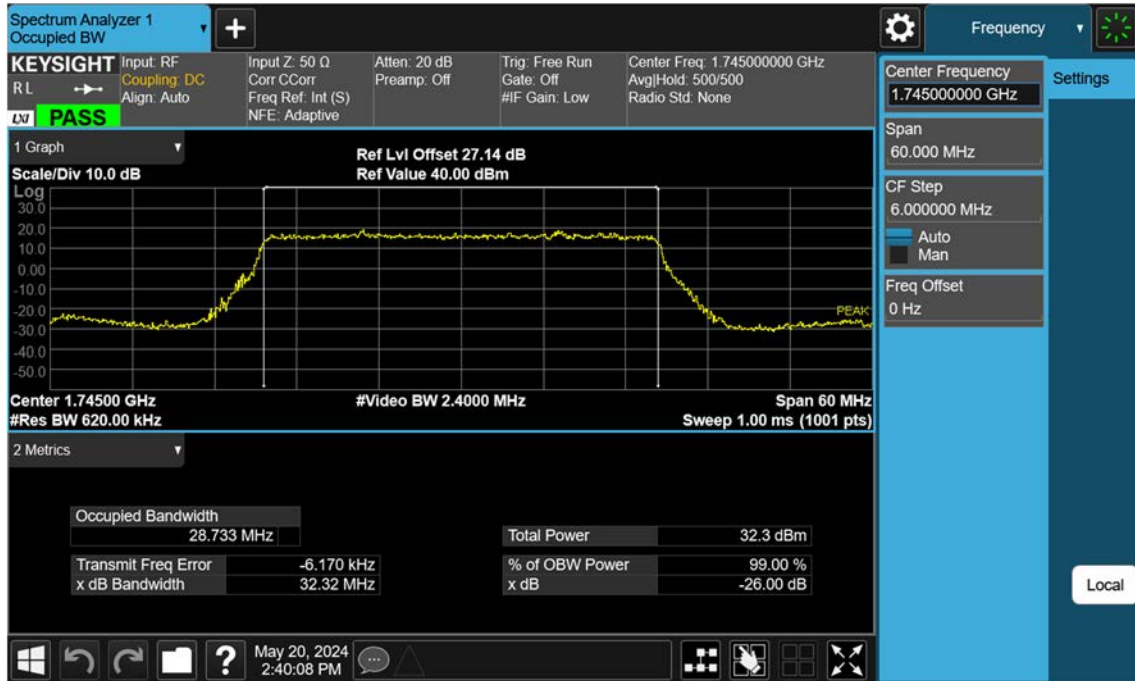 Spectrum Analyzer 1
Occupied BW
+
Frequency
KEYSIGHT
R L
LXI PASS
Input: RF
Coupling: DC
Align: Auto
Input Z: 50 Ω
Corr CCorr
Freq Ref: Int (S)
NFE: Adaptive
Atten: 20 dB
Preamp: Off
Trig: Free Run
Gate: Off
#IF Gain: Low
Center Freq: 1.745000000 GHz
Avg|Hold: 500/500
Radio Std: None
Center Frequency
1.745000000 GHz
Settings
Span
60.000 MHz
CF Step
6.000000 MHz
Auto
Man
Freq Offset
0 Hz
Local
1 Graph
Scale/Div 10.0 dB
Ref Lvl Offset 27.14 dB
Ref Value 40.00 dBm
Log
30.0
20.0
10.0
0.00
-10.0
-20.0
-30.0
-40.0
-50.0
PEAK
Center 1.74500 GHz #Video BW 2.4000 MHz Span 60 MHz
#Res BW 620.00 kHz Sweep 1.00 ms (1001 pts)
2 Metrics
Occupied Bandwidth
28.733 MHz
Total Power 32.3 dBm
Transmit Freq Error -6.170 kHz
% of OBW Power 99.00 %
x dB Bandwidth 32.32 MHz
x dB -26.00 dB
?
May 20, 2024
2:40:08 PM